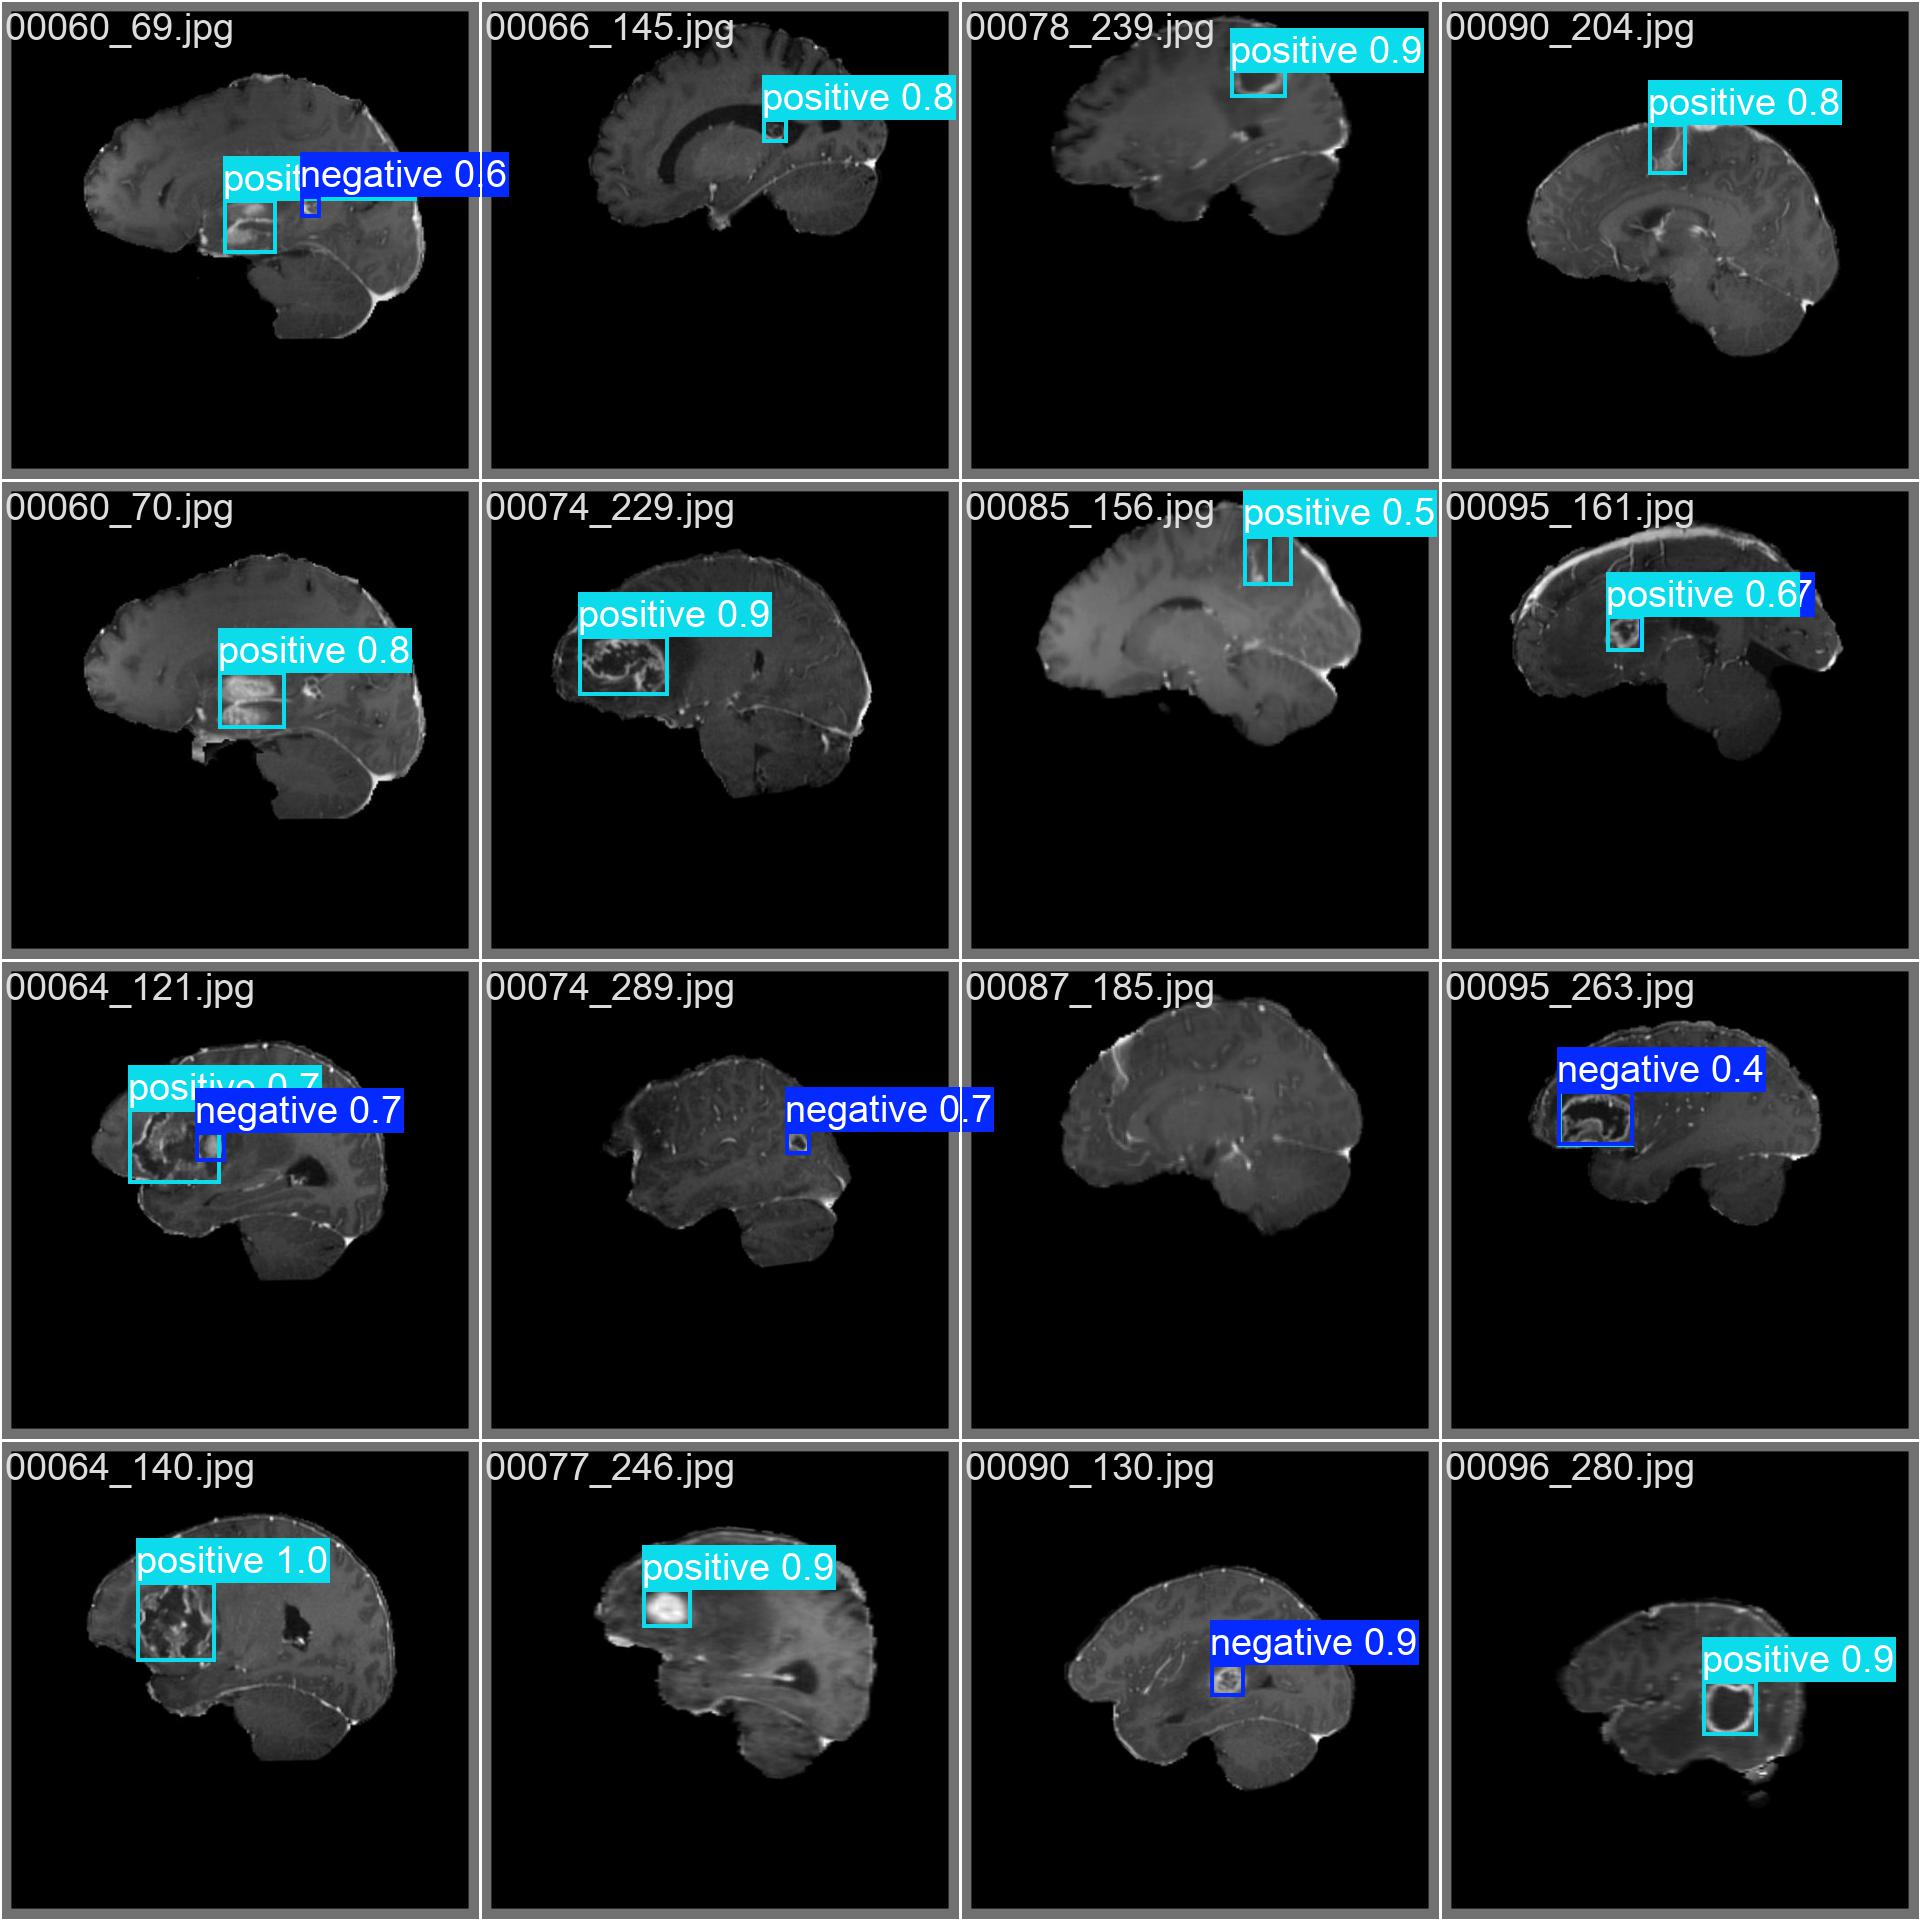 00060_69.jpg
posit
negative 0.6
00066_145.jpg
positive 0.8
00078_239.jpg
positive 0.9
00090_204.jpg
positive 0.8
00060_70.jpg
positive 0.8
00074_229.jpg
positive 0.9
00085_156.jpg
positive 0.5
00095_161.jpg
positive 0.67
00064_121.jpg
positive 0.7
negative 0.7
00074_289.jpg
negative 0.7
00087_185.jpg
00095_263.jpg
negative 0.4
00064_140.jpg
positive 1.0
00077_246.jpg
positive 0.9
00090_130.jpg
negative 0.9
00096_280.jpg
positive 0.9